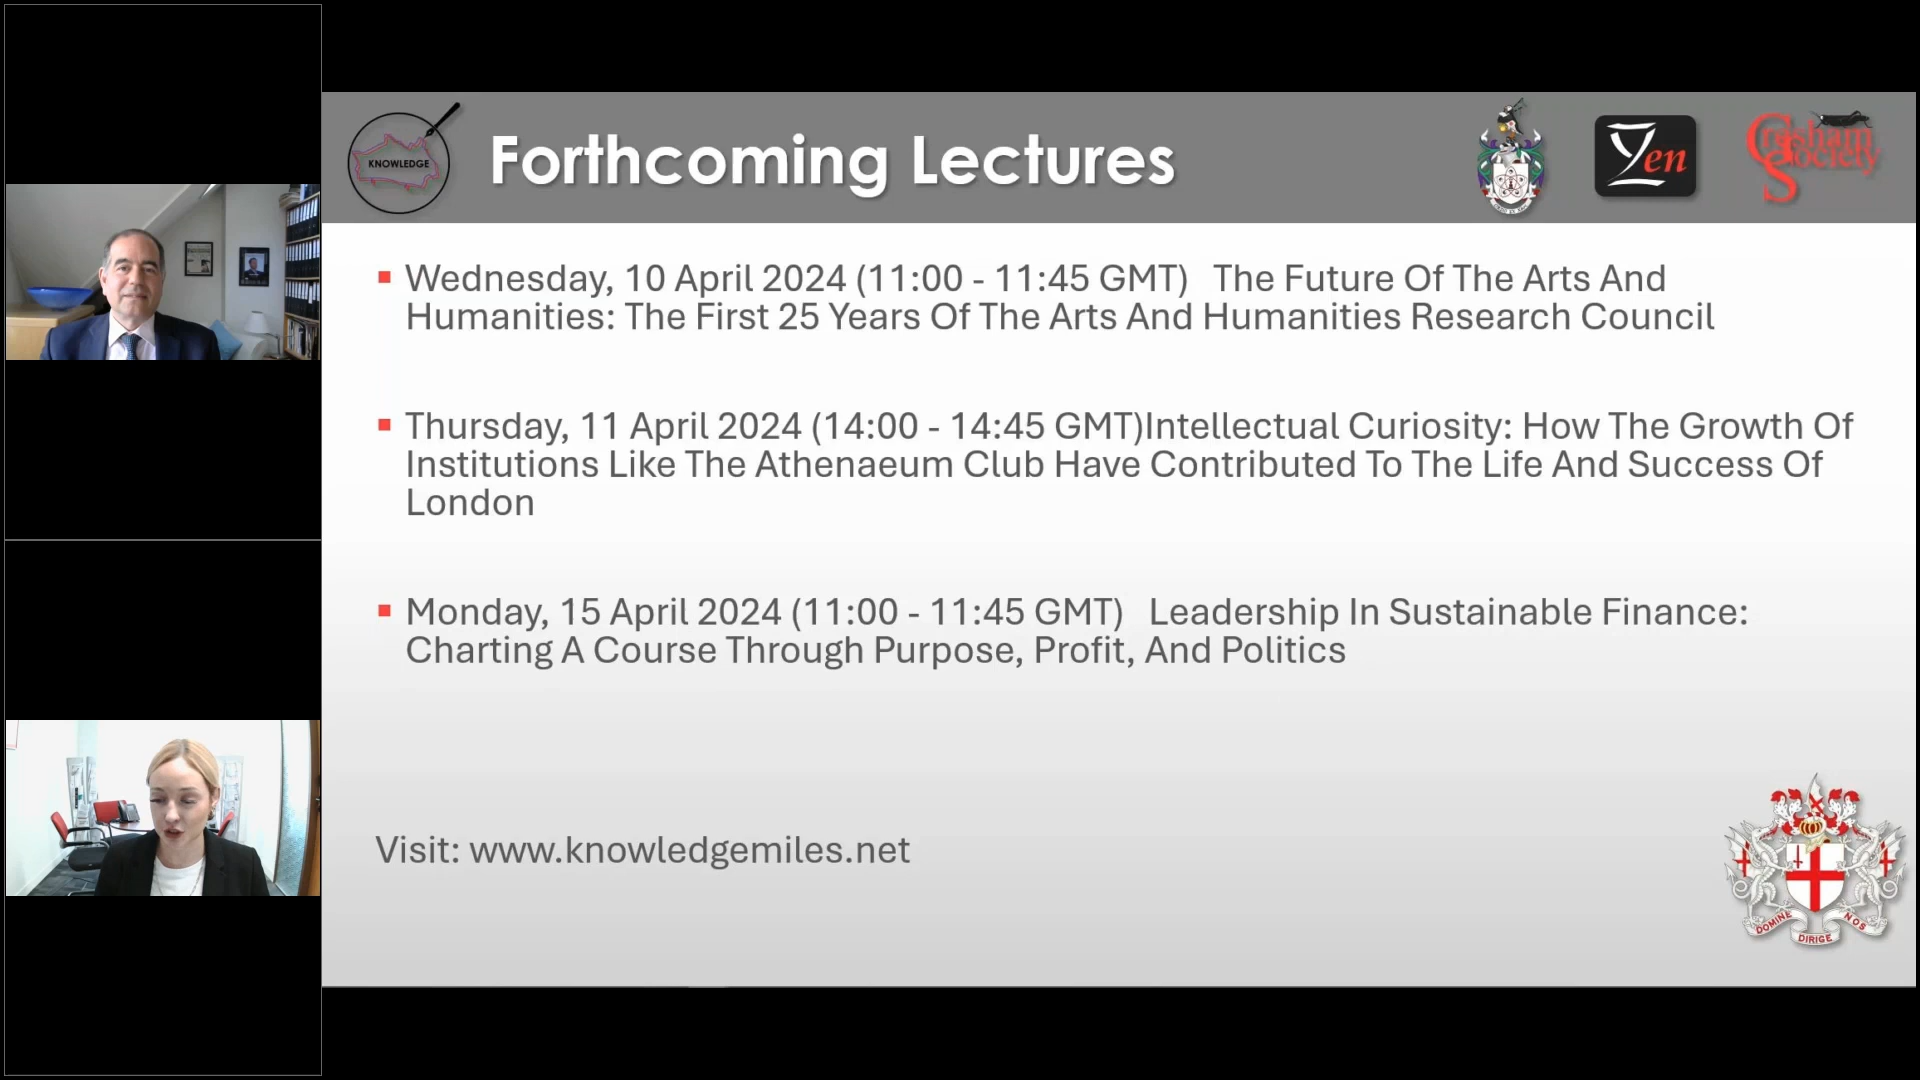 KNOWLEDGE
Forthcoming Lectures
Yen
Gresham
Society
Wednesday, 10 April 2024 (11:00 - 11:45 GMT) The Future Of The Arts And
Humanities: The First 25 Years Of The Arts And Humanities Research Council
Thursday, 11 April 2024 (14:00 - 14:45 GMT)Intellectual Curiosity: How The Growth Of
Institutions Like The Athenaeum Club Have Contributed To The Life And Success Of
London
Monday, 15 April 2024 (11:00 - 11:45 GMT) Leadership In Sustainable Finance:
Charting A Course Through Purpose, Profit, And Politics
Visit: www.knowledgemiles.net
DOMINE DIRIGE NOS